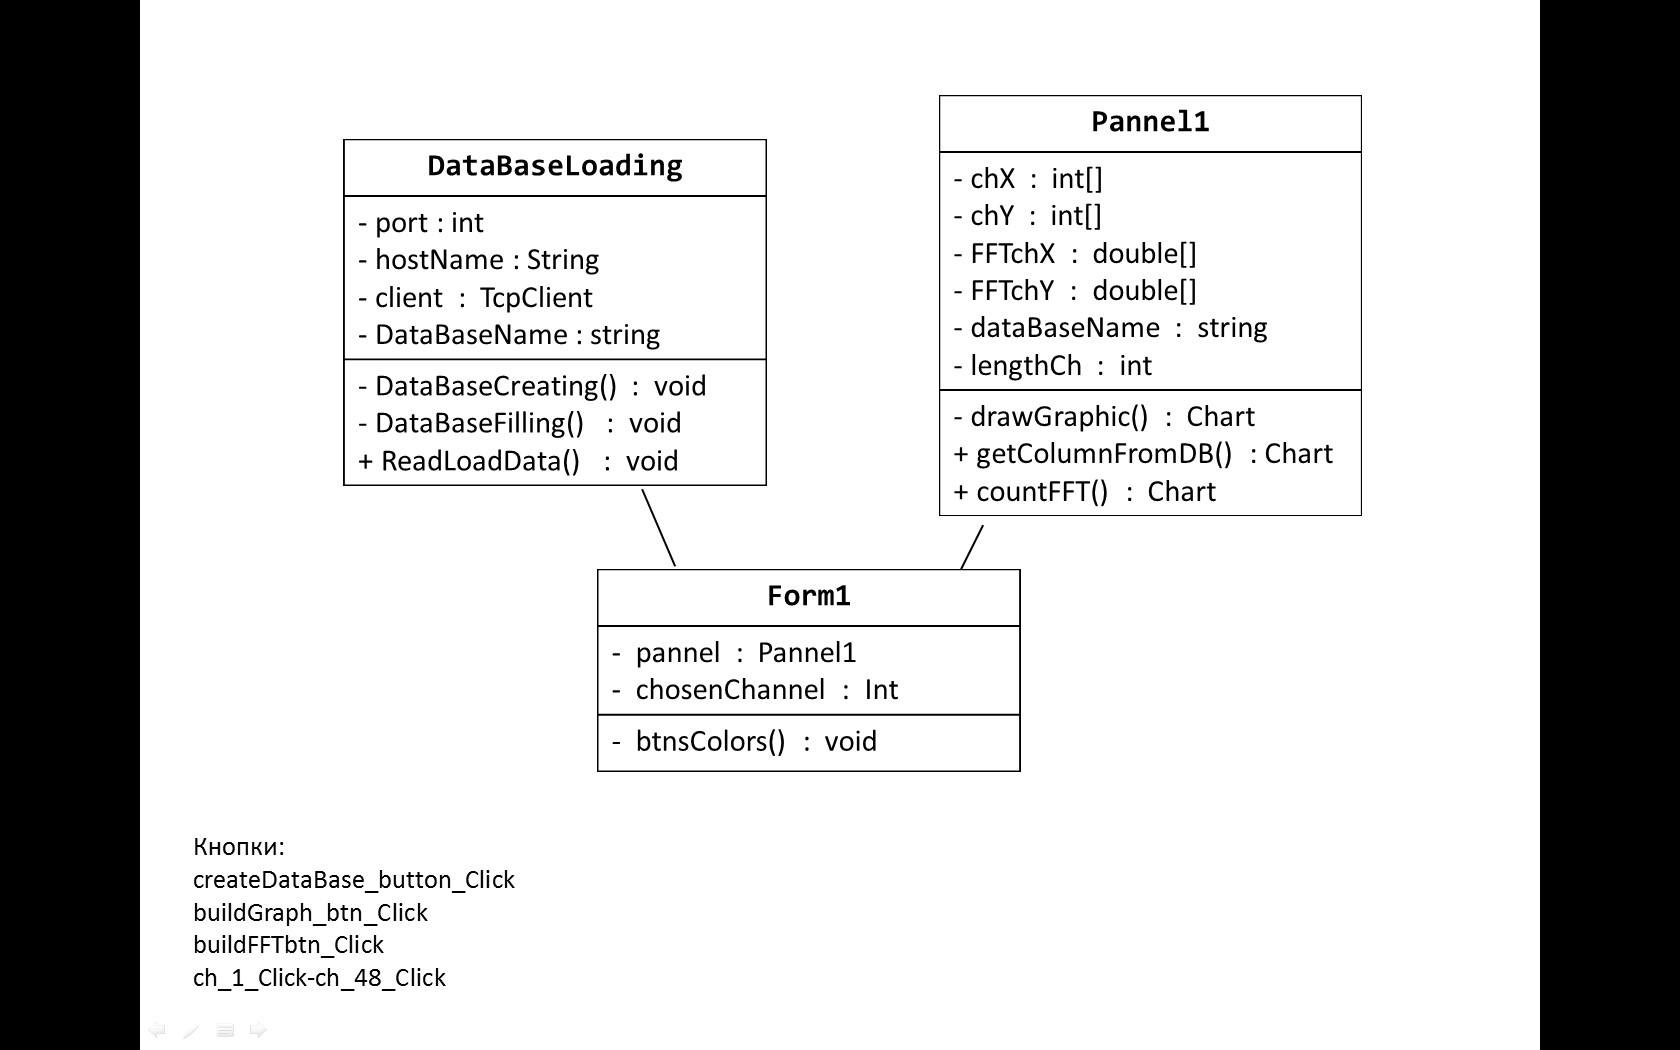 DataBaseLoading
- port : int
- hostName : String
- client : TcpClient
- DataBaseName : string
- DataBaseCreating() : void
- DataBaseFilling() : void
+ ReadLoadData() : void
Pannel1
- chX : int[]
- chY : int[]
- FFTchX : double[]
- FFTchY : double[]
- dataBaseName : string
- lengthCh : int
- drawGraphic() : Chart
+ getColumnFromDB() : Chart
+ countFFT() : Chart
Form1
- pannel : Pannel1
- chosenChannel : Int
- btnsColors() : void
Кнопки:
createDataBase_button_Click
buildGraph_btn_Click
buildFFTbtn_Click
ch_1_Click-ch_48_Click